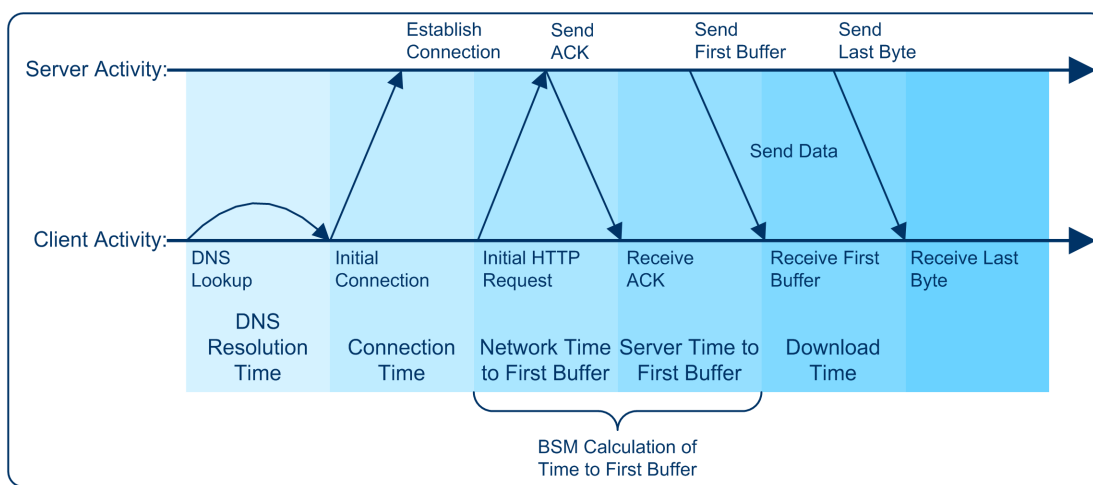 Establish
Connection
Send
ACK
Send
First Buffer
Send
Last Byte
Server Activity:
Send Data
Client Activity:
DNS
Lookup
Initial
Connection
Initial HTTP
Request
Receive
ACK
Receive First
Buffer
Receive Last
Byte
DNS
Resolution
Time
Connection
Time
Network Time
to First Buffer
Server Time to
First Buffer
Download
Time
BSM Calculation of
Time to First Buffer